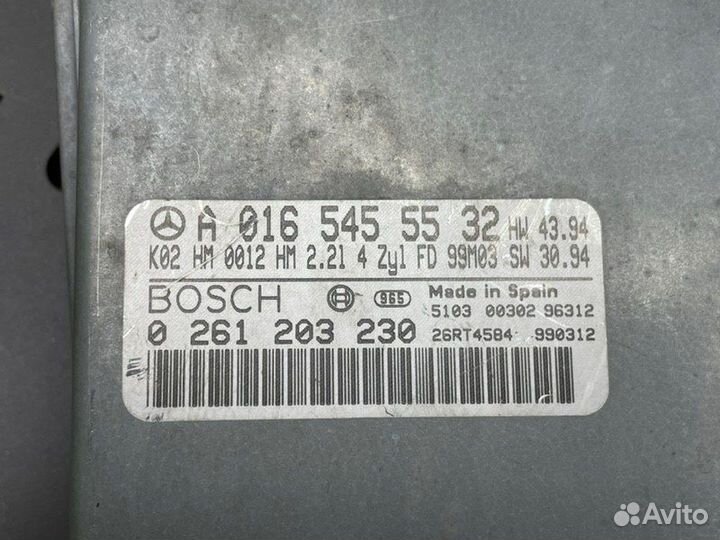 A 016 545 55 32 HW 43.94
K02 HM 0012 HM 2.2l 4 Zyl FD 99M03 SW 30.94
BOSCH 965 Made in Spain
5103 00302 96312
0 261 203 230 26RT4584 990312
Avito